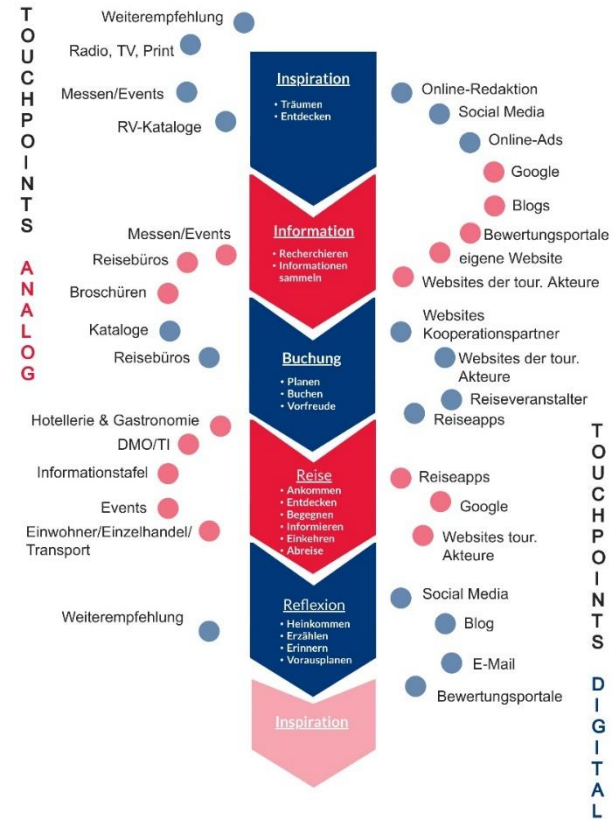 TOUCHPOINTS ANALOG
Weiterempfehlung
Radio, TV, Print
Messen/Events
RV-Kataloge
Inspiration
• Träumen
• Entdecken
Online-Redaktion
Social Media
Online-Ads
Google
Blogs
Bewertungsportale
eigene Website
Websites der tour. Akteure
Messen/Events
Reisebüros
Broschüren
Information
• Recherchieren
• Informationen
sammeln
Kataloge
Reisebüros
Buchung
• Planen
• Buchen
• Vorfreude
Websites
Kooperationspartner
Websites der tour.
Akteure
Reiseveranstalter
Reiseapps
Hotellerie & Gastronomie
DMO/TI
Informationstafel
Events
Einwohner/Einzelhandel/
Transport
Reise
• Ankommen
• Entdecken
• Begegnen
• Informieren
• Einkehren
• Abreise
Reiseapps
Google
Websites tour.
Akteure
Weiterempfehlung
Reflexion
• Heinkommen
• Erzählen
• Erinnern
• Vorausplanen
Social Media
Blog
E-Mail
Bewertungsportale
Inspiration
TOUCHPOINTS DIGITAL